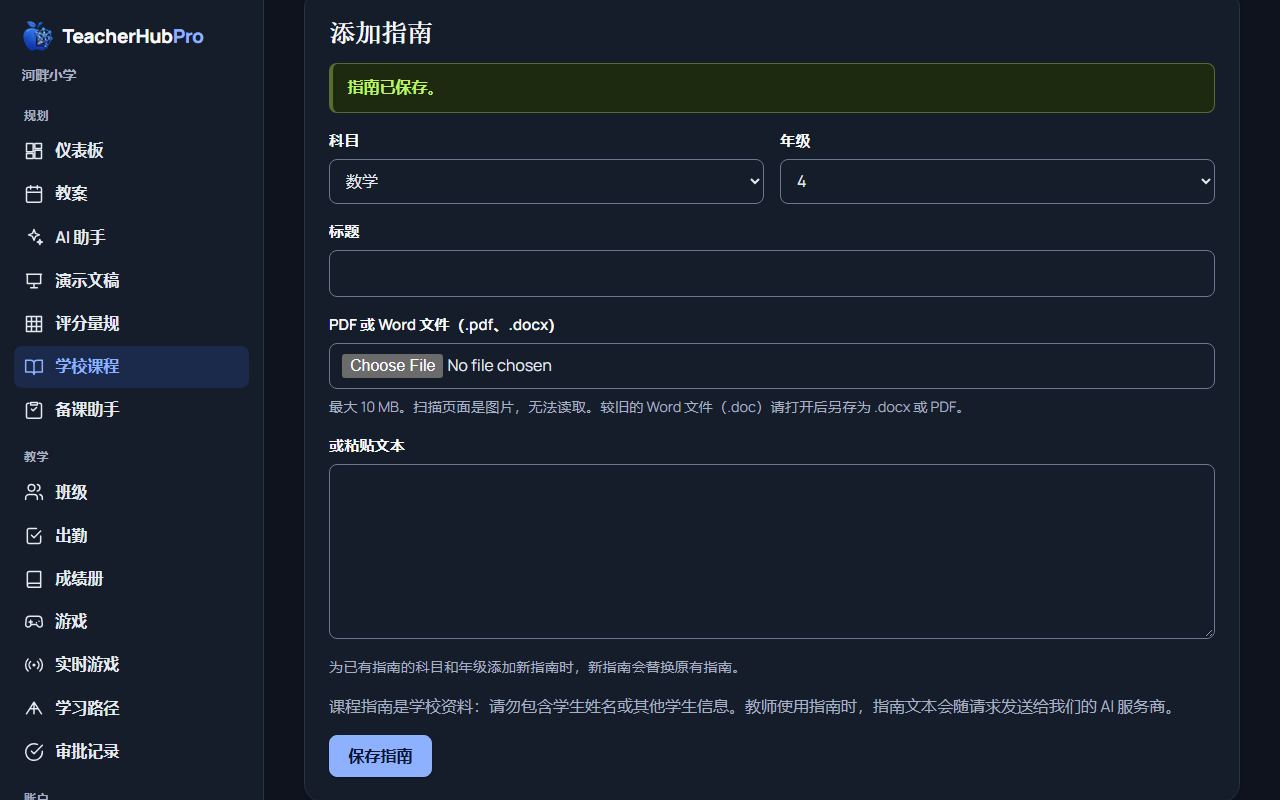 TeacherHubPro
河畔小学
规划
仪表板
教案
AI 助手
演示文稿
评分量规
学校课程
备课助手
教学
班级
出勤
成绩册
游戏
实时游戏
学习路径
审批记录
账户
添加指南
指南已保存。
科目
年级
数学
4
标题
PDF 或 Word 文件（.pdf、.docx）
Choose File No file chosen
最大 10 MB。扫描页面是图片，无法读取。较旧的 Word 文件（.doc）请打开后另存为 .docx 或 PDF。
或粘贴文本
为已有指南的科目和年级添加新指南时，新指南会替换原有指南。
课程指南是学校资料：请勿包含学生姓名或其他学生信息。教师使用指南时，指南文本会随请求发送给我们的 AI 服务商。
保存指南